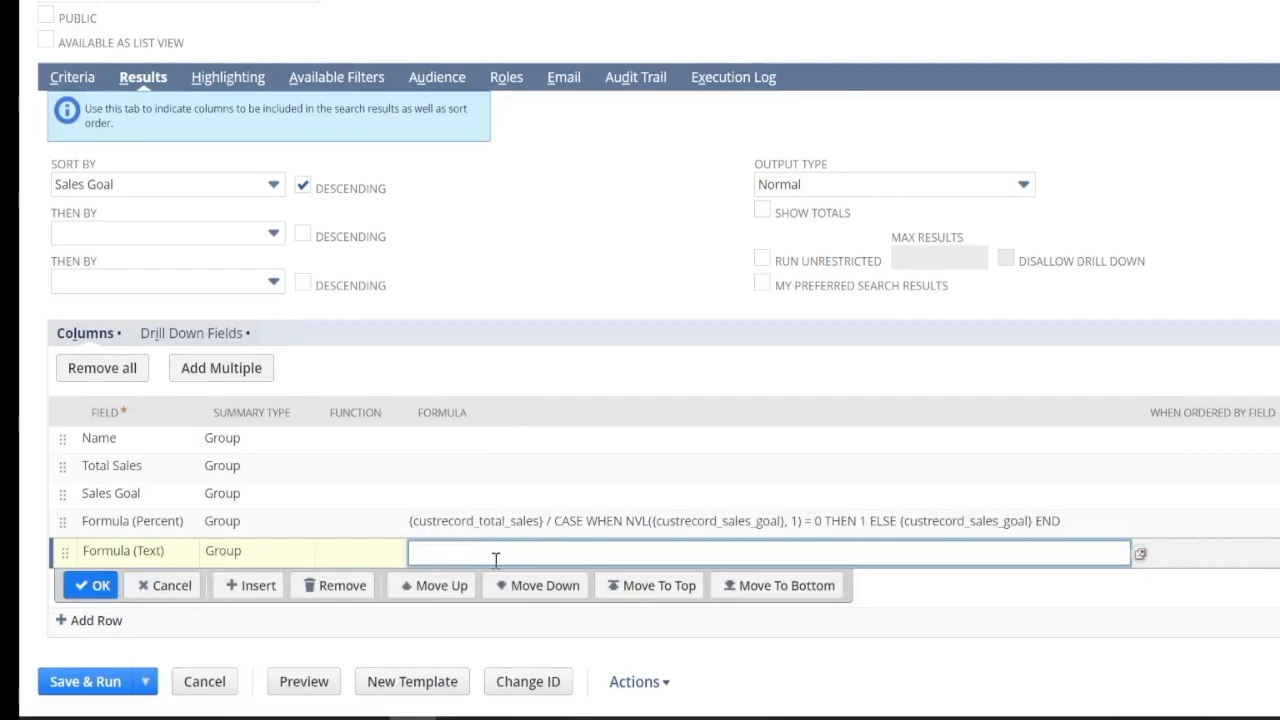 PUBLIC
AVAILABLE AS LIST VIEW
Criteria Results Highlighting Available Filters Audience Roles Email Audit Trail Execution Log
Use this tab to indicate columns to be included in the search results as well as sort
order.
SORT BY OUTPUT TYPE
Sales Goal DESCENDING Normal
THEN BY SHOW TOTALS
DESCENDING MAX RESULTS
THEN BY RUN UNRESTRICTED DISALLOW DRILL DOWN
DESCENDING MY PREFERRED SEARCH RESULTS
Columns • Drill Down Fields •
Remove all Add Multiple
FIELD * SUMMARY TYPE FUNCTION FORMULA WHEN ORDERED BY FIELD
Name Group
Total Sales Group
Sales Goal Group
Formula (Percent) Group {custrecord_total_sales} / CASE WHEN NVL({custrecord_sales_goal}, 1) = 0 THEN 1 ELSE {custrecord_sales_goal} END
Formula (Text) Group
OK Cancel Insert Remove Move Up Move Down Move To Top Move To Bottom
+ Add Row
Save & Run Cancel Preview New Template Change ID Actions